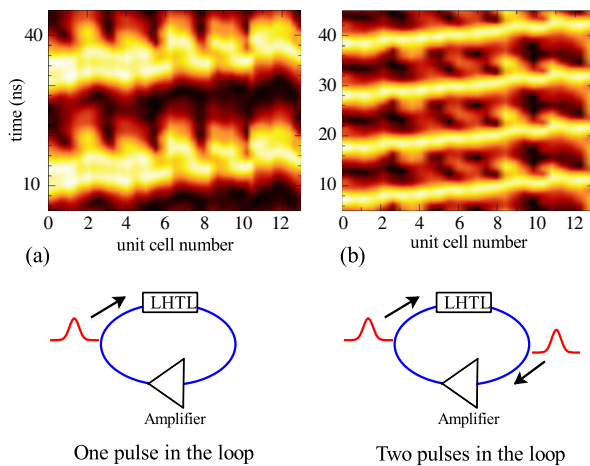 40
10
time (ns)
0 2 4 6 8 10 12
unit cell number
(a)
40
30
20
10
0 2 4 6 8 10 12
unit cell number
(b)
LHTL
Amplifier
One pulse in the loop
LHTL
Amplifier
Two pulses in the loop